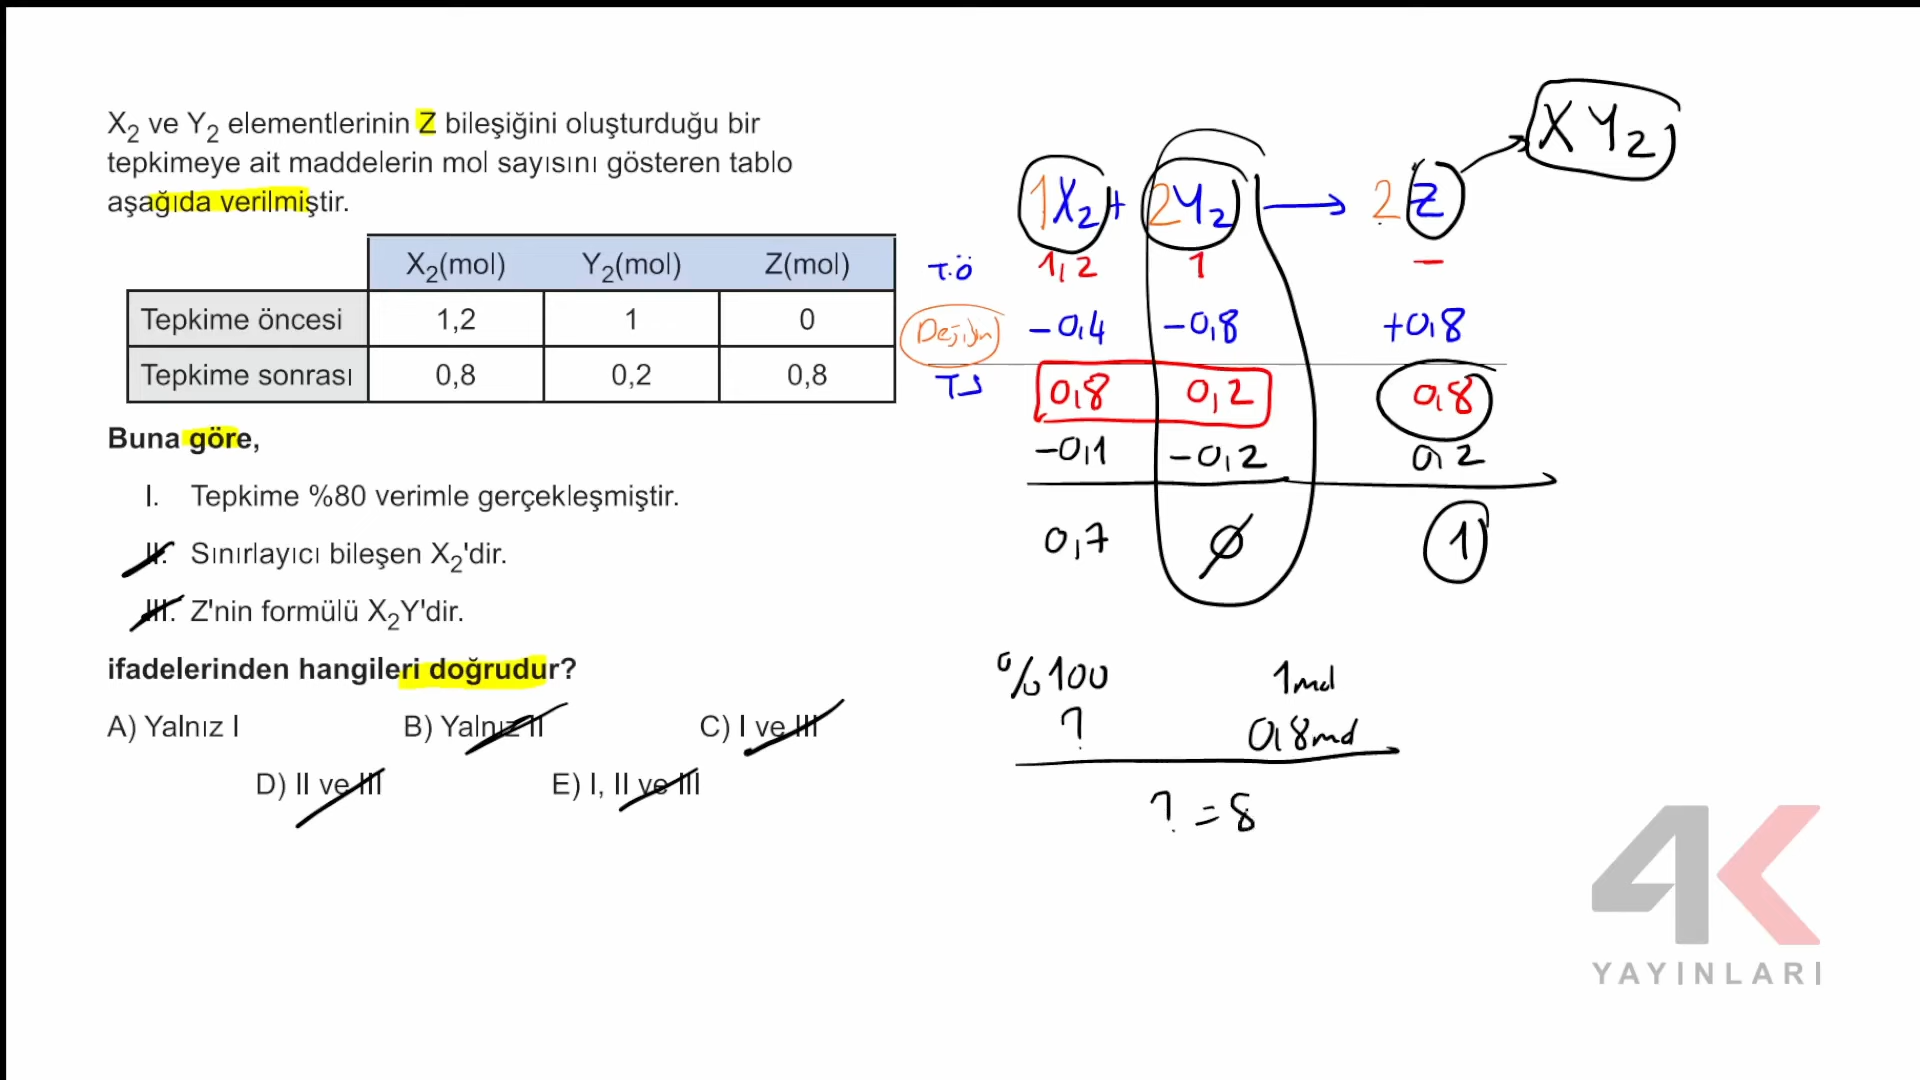 X₂ ve Y₂ elementlerinin Z bileşiğini oluşturduğu bir
tepkimeye ait maddelerin mol sayısını gösteren tablo
aşağıda verilmiştir.
X₂(mol) Y₂(mol) Z(mol)
Tepkime öncesi 1,2 1 0
Tepkime sonrası 0,8 0,2 0,8
Buna göre,
I. Tepkime %80 verimle gerçekleşmiştir.
II. Sınırlayıcı bileşen X₂'dir.
III. Z'nin formülü X₂Y'dir.
ifadelerinden hangileri doğrudur?
A) Yalnız I B) Yalnız II C) I ve III
D) II ve III E) I, II ve III
XY₂
1X₂ + 2Y₂ → 2Z
T.Ö 1,2 1 –
Değişim -0,4 -0,8 +0,8
TS 0,8 0,2 0,8
-0,1 -0,2 0,2
0,7 Ø 1
%100 1mol
? 0,8mol
? = 8
4K
YAYINLARI